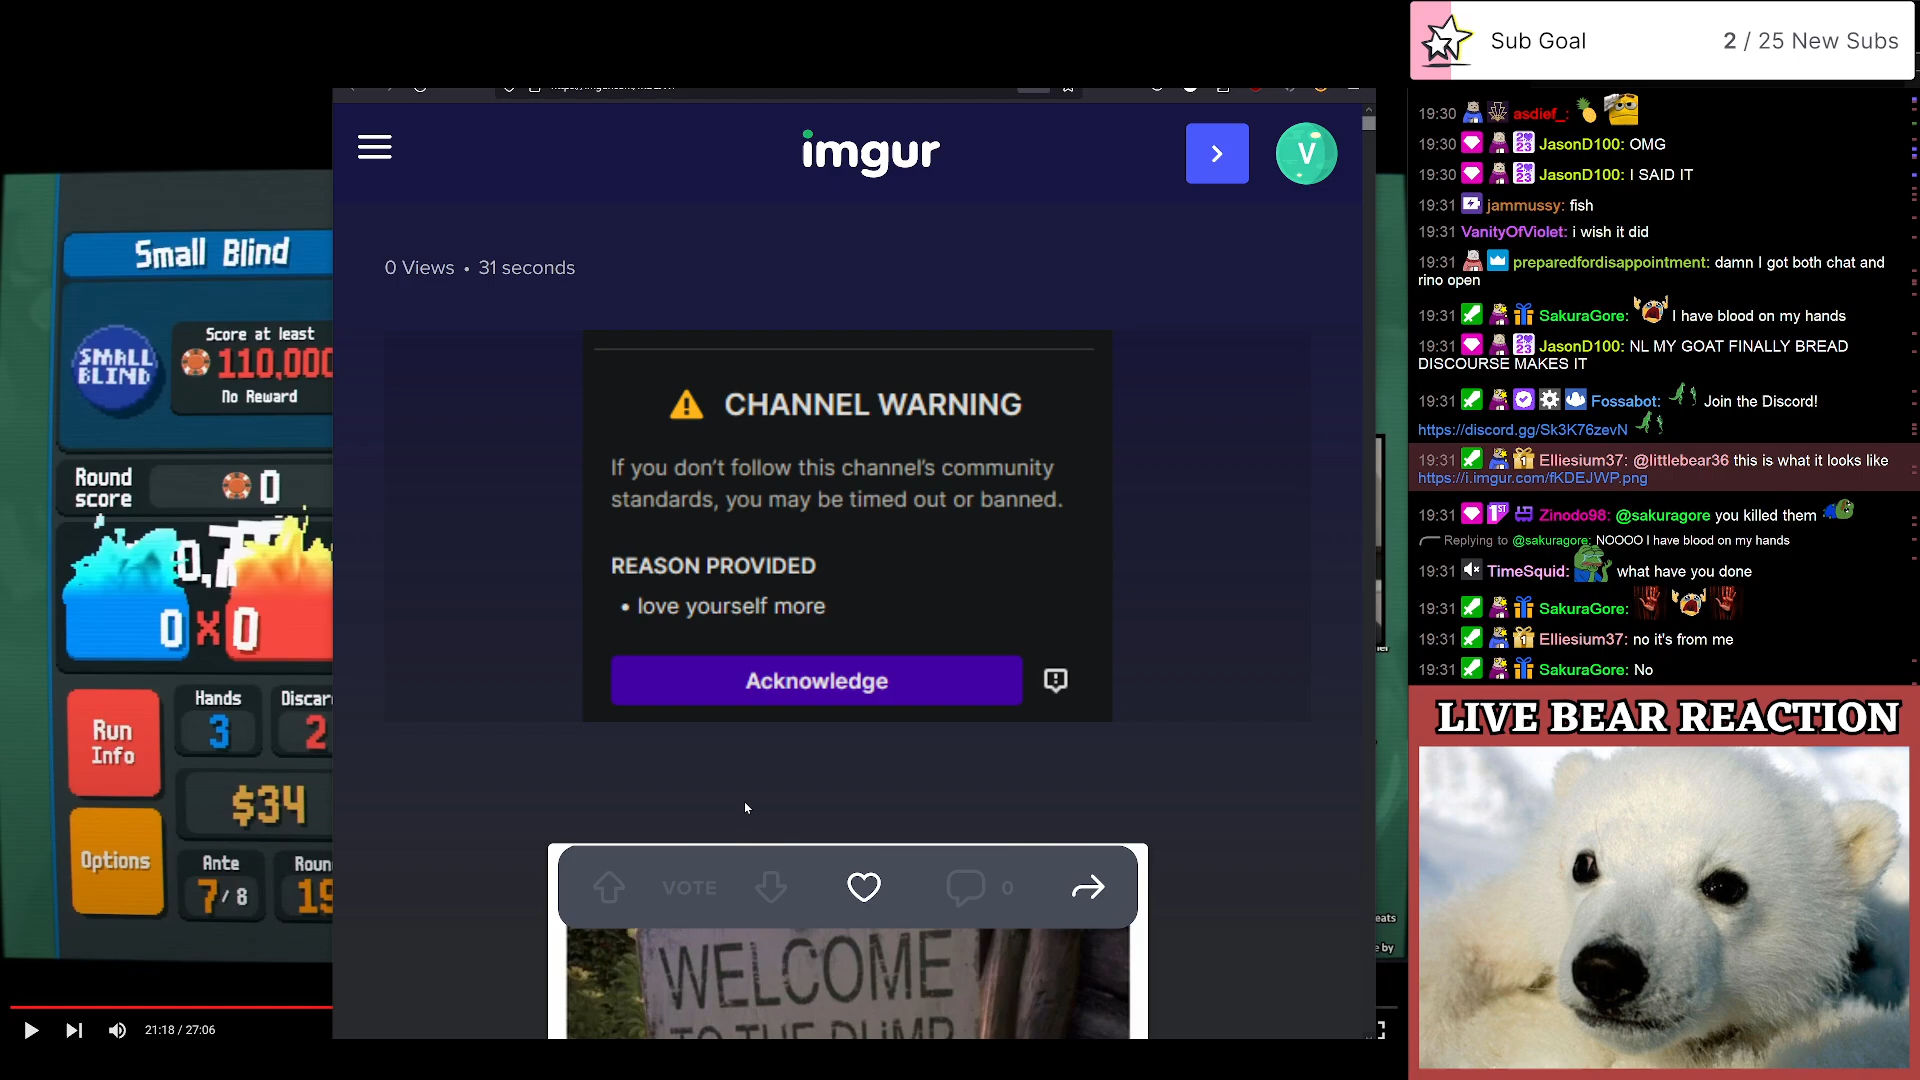 Small Blind
SMALL
BLIND
Score at least
110,000
No Reward
Round
score
0
0 X 0
Run
Info
Hands
3
2
$34
Options
Ante
7/8
19
21:18 / 27:06
imgur
V
0 Views • 31 seconds
CHANNEL WARNING
If you don't follow this channel's community
standards, you may be timed out or banned.
REASON PROVIDED
• love yourself more
Acknowledge
VOTE
0
WELCOME
TO THE DUMP
Sub Goal
2 / 25 New Subs
19:30 asdief_:
19:30 JasonD100: OMG
19:30 JasonD100: I SAID IT
19:31 jammussy: fish
19:31 VanityOfViolet: i wish it did
19:31 preparedfordisappointment: damn I got both chat and
rino open
19:31 SakuraGore: I have blood on my hands
19:31 JasonD100: NL MY GOAT FINALLY BREAD
DISCOURSE MAKES IT
19:31 Fossabot: Join the Discord!
https://discord.gg/Sk3K76zevN
19:31 Elliesium37: @littlebear36 this is what it looks like
https://i.imgur.com/fKDEJWP.png
19:31 Zinodo98: @sakuragore you killed them
Replying to @sakuragore: NOOOO I have blood on my hands
19:31 TimeSquid: what have you done
19:31 SakuraGore:
19:31 Elliesium37: no it's from me
19:31 SakuraGore: No
LIVE BEAR REACTION